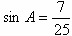 sin A = 7/25